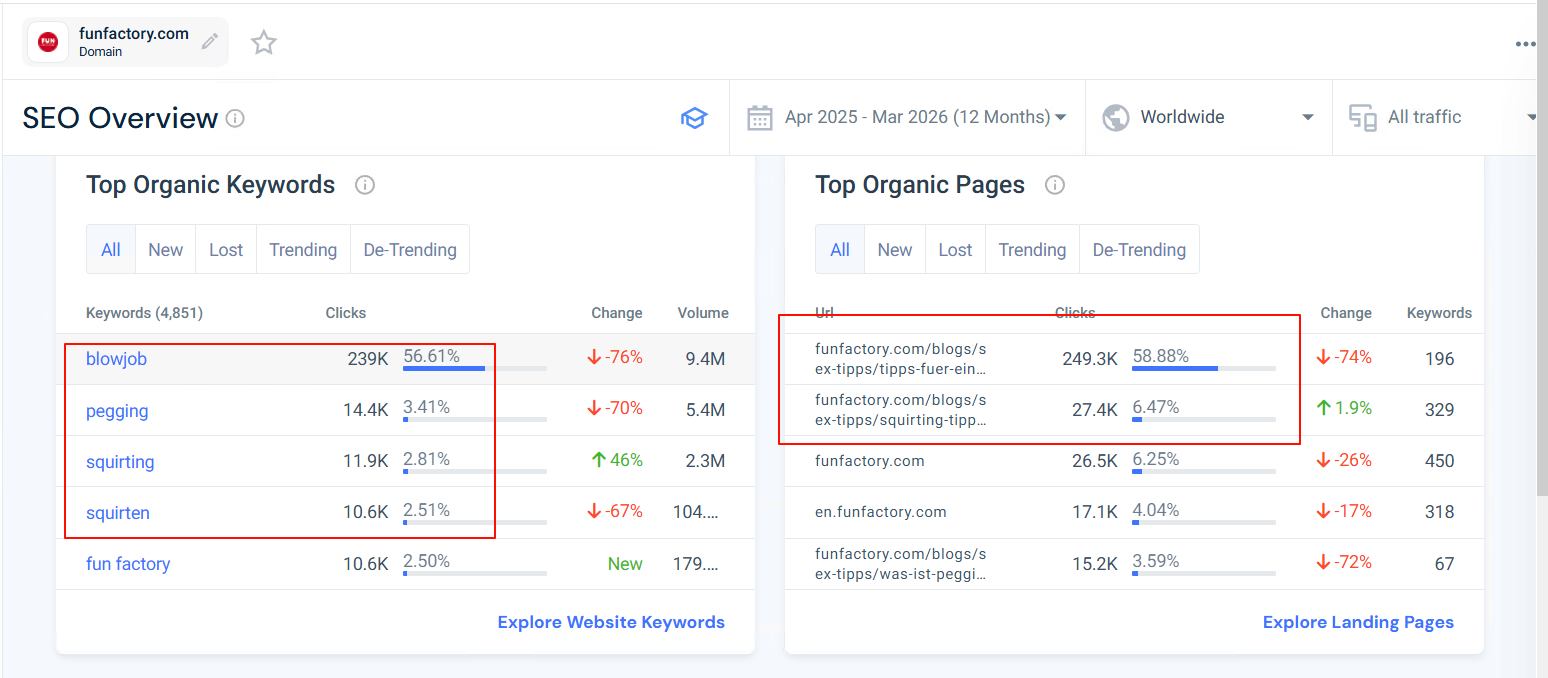 funfactory.com
Domain
SEO Overview
Apr 2025 - Mar 2026 (12 Months)
Worldwide
All traffic
Top Organic Keywords
All New Lost Trending De-Trending
Keywords (4,851) Clicks Change Volume
blowjob 239K 56.61% -76% 9.4M
pegging 14.4K 3.41% -70% 5.4M
squirting 11.9K 2.81% 46% 2.3M
squirten 10.6K 2.51% -67% 104....
fun factory 10.6K 2.50% New 179....
Explore Website Keywords
Top Organic Pages
All New Lost Trending De-Trending
Url Clicks Change Keywords
funfactory.com/blogs/s
ex-tipps/tipps-fuer-ein... 249.3K 58.88% -74% 196
funfactory.com/blogs/s
ex-tipps/squirting-tipp... 27.4K 6.47% 1.9% 329
funfactory.com 26.5K 6.25% -26% 450
en.funfactory.com 17.1K 4.04% -17% 318
funfactory.com/blogs/s
ex-tipps/was-ist-peggi... 15.2K 3.59% -72% 67
Explore Landing Pages